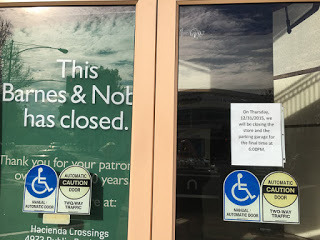 This
Barnes & Nob
has closed.
Thank you for your patron
years
at:
Hacienda Crossings
MANUAL/
AUTOMATIC DOOR
AUTOMATIC
CAUTION
DOOR
TWO-WAY
TRAFFIC
On Thursday,
12/31/2015, we
will be closing the
store and the
parking garage for
the final time at
6:00PM.
MANUAL/
AUTOMATIC DOOR
AUTOMATIC
CAUTION
DOOR
TWO-WAY
TRAFFIC